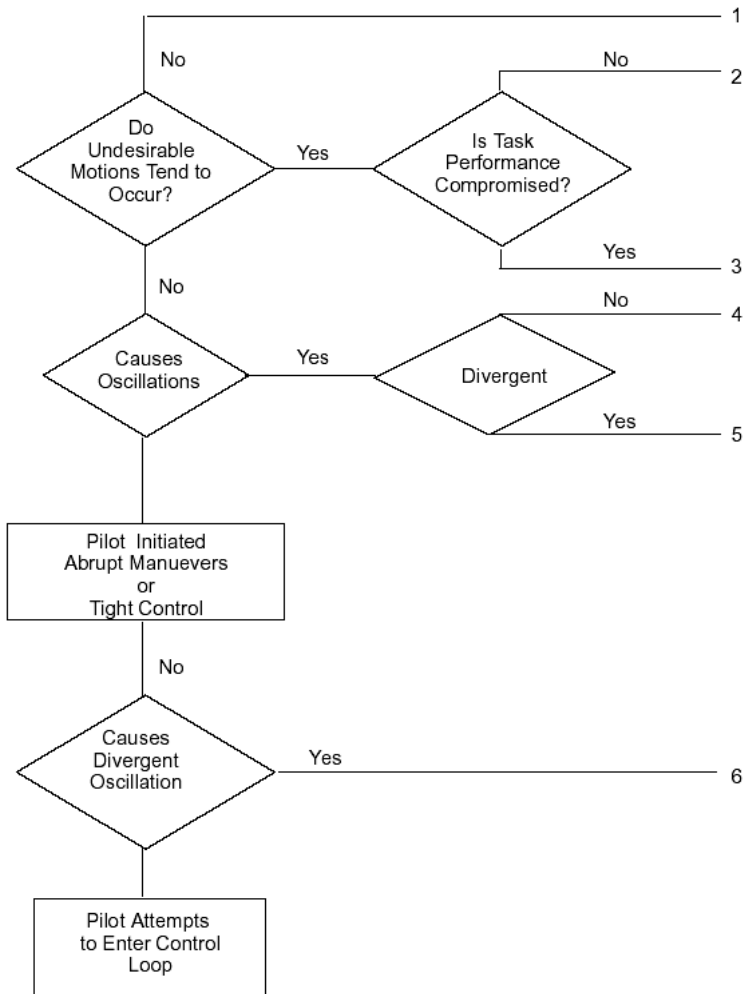 1
No
No
2
Do
Undesirable
Motions Tend to
Occur?
Yes
Is Task
Performance
Compromised?
Yes
3
No
No
4
Causes
Oscillations
Yes
Divergent
Yes
5
Pilot Initiated
Abrupt Manuevers
or
Tight Control
No
Causes
Divergent
Oscillation
Yes
6
Pilot Attempts
to Enter Control
Loop